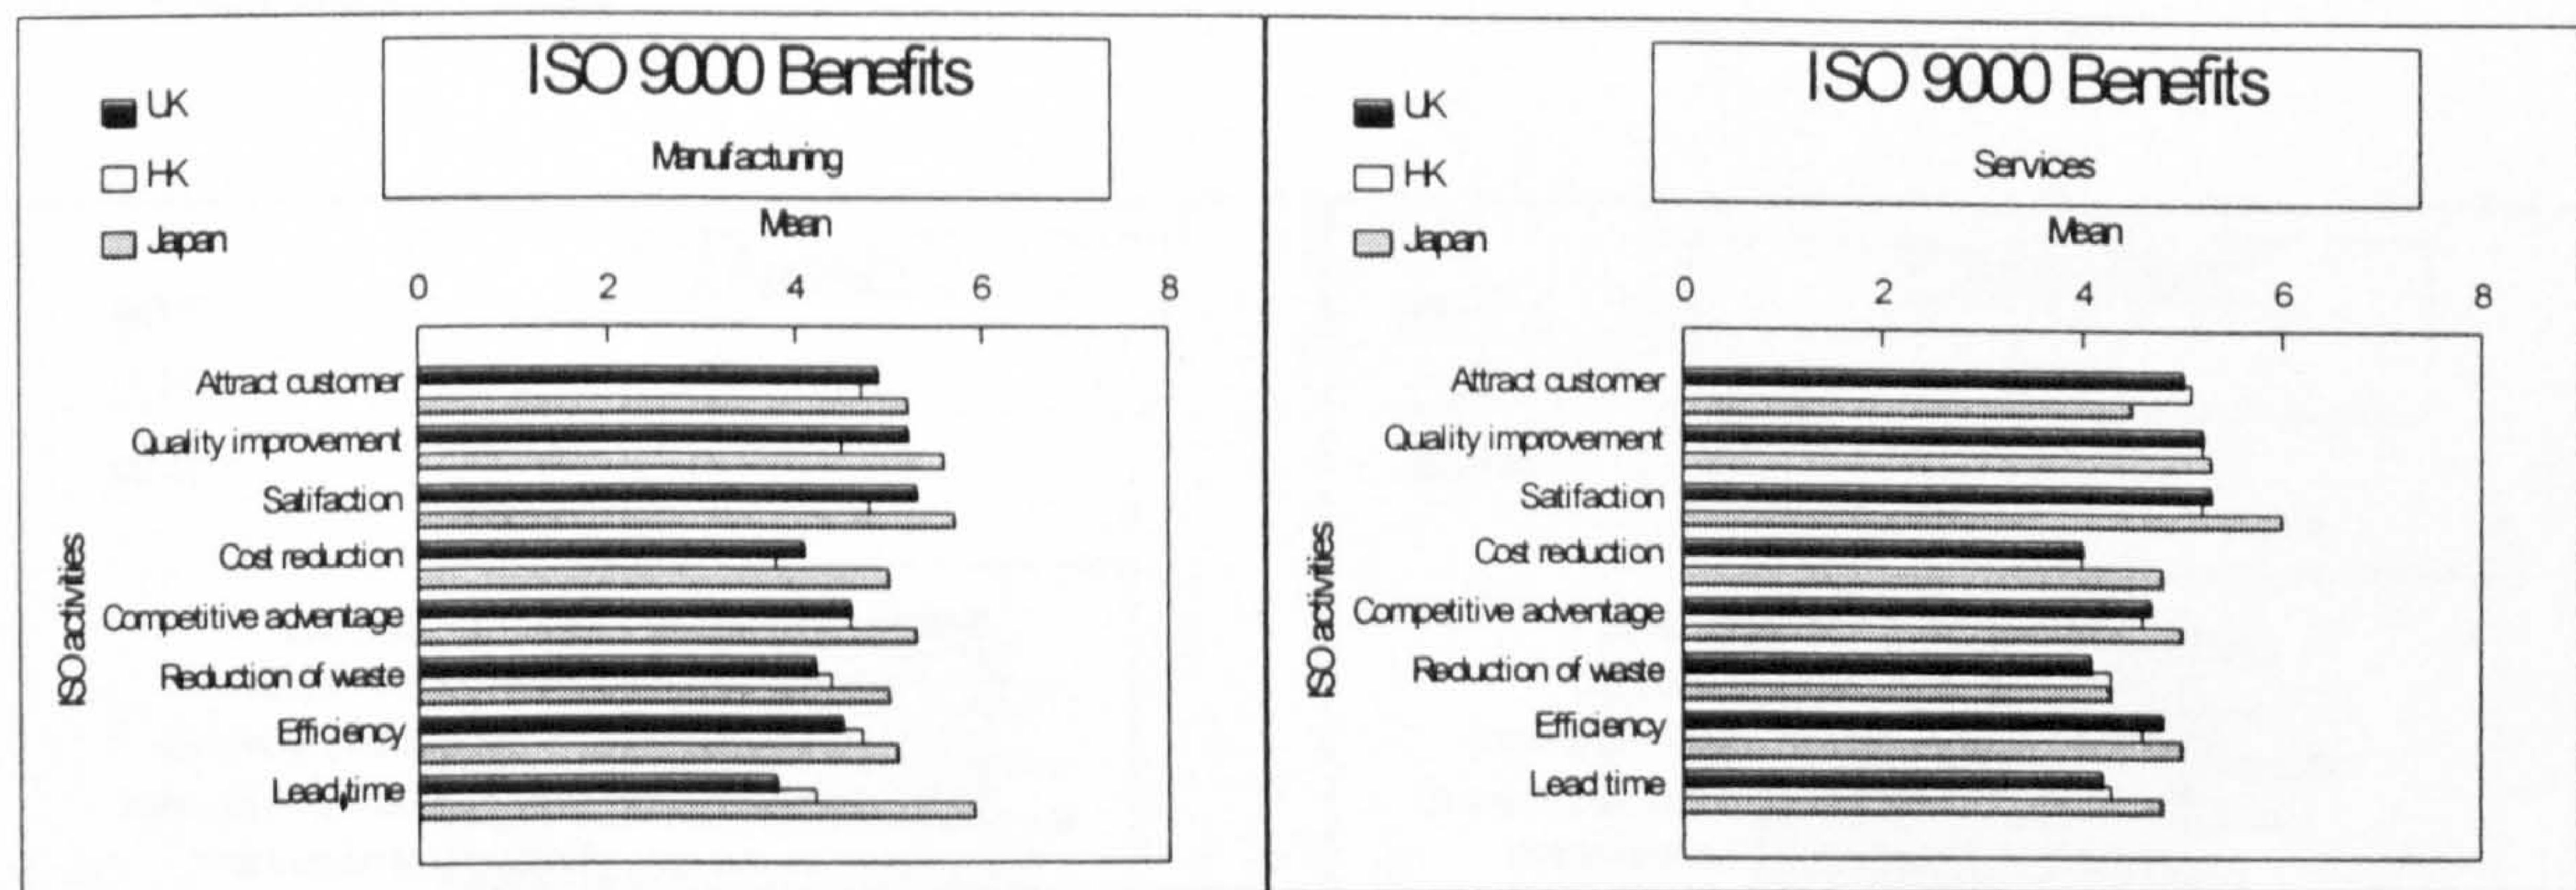 ISO 9000 Benefits
Manufacturing
UK
HK
Japan
Mean
0 2 4 6 8
ISO activities
Attract customer
Quality improvement
Satifaction
Cost reduction
Competitive adventage
Reduction of waste
Efficiency
Lead time
ISO 9000 Benefits
Services
UK
HK
Japan
Mean
0 2 4 6 8
ISO activities
Attract customer
Quality improvement
Satifaction
Cost reduction
Competitive adventage
Reduction of waste
Efficiency
Lead time